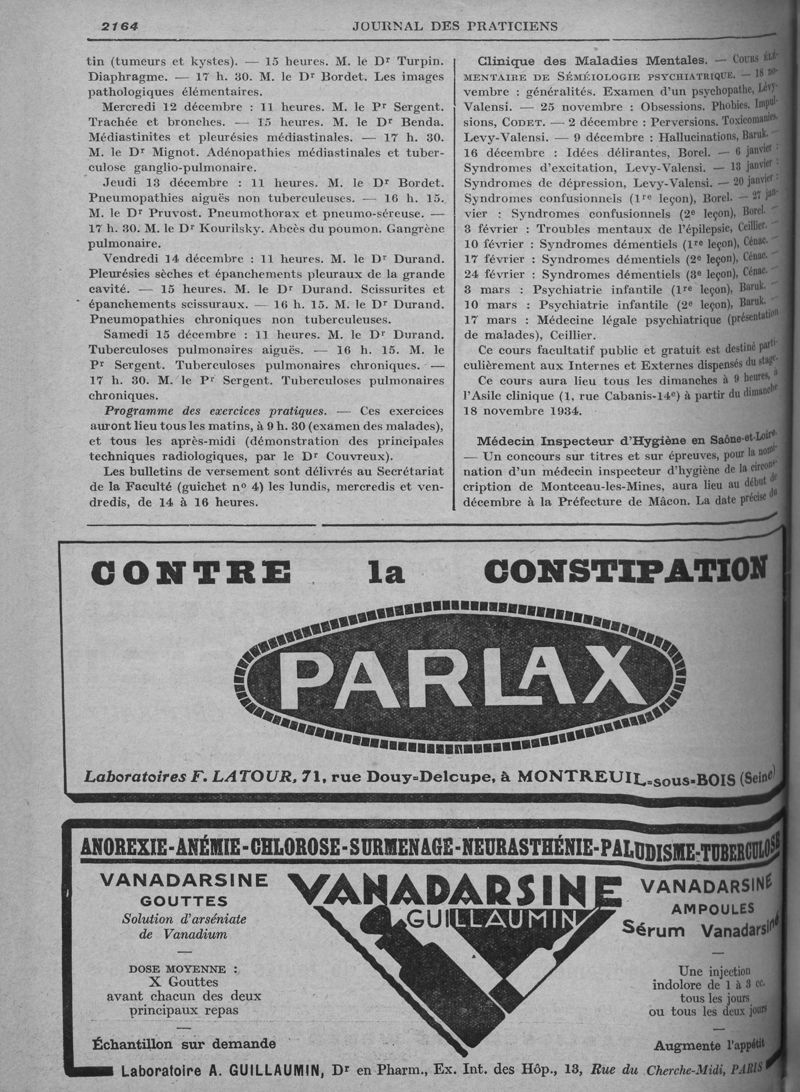 2164
JOURNAL DES PRATICIENS
tin (tumeurs et kystes). — 15 heures. M. le Dr Turpin.
Diaphragme. — 17 h. 30. M. le Dr Bordet. Les images
pathologiques élémentaires.
Mercredi 12 décembre : 11 heures. M. le Pr Sergent.
Trachée et bronches. — 15 heures. M. le Dr Benda.
Médiastinites et pleurésies médiastinales. — 17 h. 30.
M. le Dr Mignot. Adénopathies médiastinales et tuber-
culose ganglio-pulmonaire.
Jeudi 13 décembre : 11 heures. M. le Dr Bordet.
Pneumopathies aiguës non tuberculeuses. — 16 h. 15.
M. le Dr Pruvost. Pneumothorax et pneumo-séreuse. —
17 h. 30. M. le Dr Kourilsky. Abcès du poumon. Gangrène
pulmonaire.
Vendredi 14 décembre : 11 heures. M. le Dr Durand.
Pleurésies sèches et épanchements pleuraux de la grande
cavité. — 15 heures. M. le Dr Durand. Scissurites et
épanchements scissuraux. — 16 h. 15. M. le Dr Durand.
Pneumopathies chroniques non tuberculeuses.
Samedi 15 décembre : 11 heures. M. le Dr Durand.
Tuberculoses pulmonaires aiguës. — 16 h. 15. M. le
Pr Sergent. Tuberculoses pulmonaires chroniques. —
17 h. 30. M. le Pr Sergent. Tuberculoses pulmonaires
chroniques.
Programme des exercices pratiques. — Ces exercices
auront lieu tous les matins, à 9 h. 30 (examen des malades),
et tous les après-midi (démonstration des principales
techniques radiologiques, par le Dr Couvreux).
Les bulletins de versement sont délivrés au Secrétariat
de la Faculté (guichet no 4) les lundis, mercredis et ven-
dredis, de 14 à 16 heures.
Clinique des Maladies Mentales. — COURS ÉLÉ-
MENTAIRE DE SÉMÉIOLOGIE PSYCHIATRIQUE. — 18 no-
vembre : généralités. Examen d'un psychopathe, Lévy-
Valensi. — 25 novembre : Obsessions. Phobies. Impul-
sions, CODET. — 2 décembre : Perversions. Toxicomanies,
Levy-Valensi. — 9 décembre : Hallucinations, Baruk. —
16 décembre : Idées délirantes, Borel. — 6 janvier :
Syndromes d'excitation, Levy-Valensi. — 13 janvier :
Syndromes de dépression, Levy-Valensi. — 20 janvier :
Syndromes confusionnels (1re leçon), Borel. — 27 jan-
vier : Syndromes confusionnels (2e leçon), Borel. —
3 février : Troubles mentaux de l'épilepsie, Ceillier. —
10 février : Syndromes démentiels (1re leçon), Cénac. —
17 février : Syndromes démentiels (2e leçon), Cénac. —
24 février : Syndromes démentiels (3e leçon), Cénac. —
3 mars : Psychiatrie infantile (1re leçon), Baruk. —
10 mars : Psychiatrie infantile (2e leçon), Baruk. —
17 mars : Médecine légale psychiatrique (présentation
de malades), Ceillier.
Ce cours facultatif public et gratuit est destiné parti-
culièrement aux Internes et Externes dispensés du stage.
Ce cours aura lieu tous les dimanches à 9 heures, à
l'Asile clinique (1, rue Cabanis-14e) à partir du dimanche
18 novembre 1934.
Médecin Inspecteur d'Hygiène en Saône-et-Loire.
— Un concours sur titres et sur épreuves, pour la nomi-
nation d'un médecin inspecteur d'hygiène de la circons-
cription de Montceau-les-Mines, aura lieu au début de
décembre à la Préfecture de Mâcon. La date précise du
CONTRE la CONSTIPATION
PARLAX
Laboratoires F. LATOUR, 71, rue Douy-Delcupe, à MONTREUIL-sous-BOIS (Seine)
ANOREXIE-ANÉMIE-CHLOROSE-SURMENAGE-NEURASTHÉNIE-PALUDISME-TUBERCULOSE
VANADARSINE
GOUTTES
Solution d'arséniate
de Vanadium
DOSE MOYENNE :
X Gouttes
avant chacun des deux
principaux repas
Échantillon sur demande
VANADARSINE
GUILLAUMIN
VANADARSINE
AMPOULES
Sérum Vanadarsiné
Une injection
indolore de 1 à 3 cc.
tous les jours
ou tous les deux jours
Augmente l'appétit
Laboratoire A. GUILLAUMIN, Dr en Pharm., Ex. Int. des Hôp., 13, Rue du Cherche-Midi, PARIS